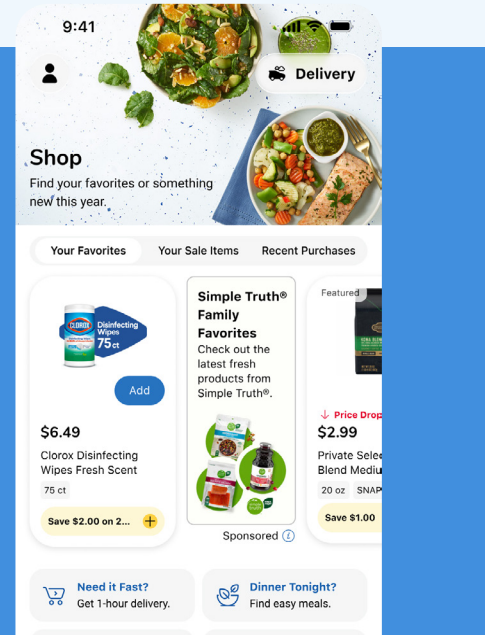 9:41
Delivery
Shop
Find your favorites or something
new this year.
Your Favorites
Your Sale Items
Recent Purchases
CLOROX
Disinfecting
Wipes
75 ct
Add
$6.49
Clorox Disinfecting
Wipes Fresh Scent
75 ct
Save $2.00 on 2...
Simple Truth®
Family
Favorites
Check out the
latest fresh
products from
Simple Truth®.
Sponsored
Featured
Price Drop
$2.99
Private Selec
Blend Mediu
20 oz
SNAP
Save $1.00
Need it Fast?
Get 1-hour delivery.
Dinner Tonight?
Find easy meals.